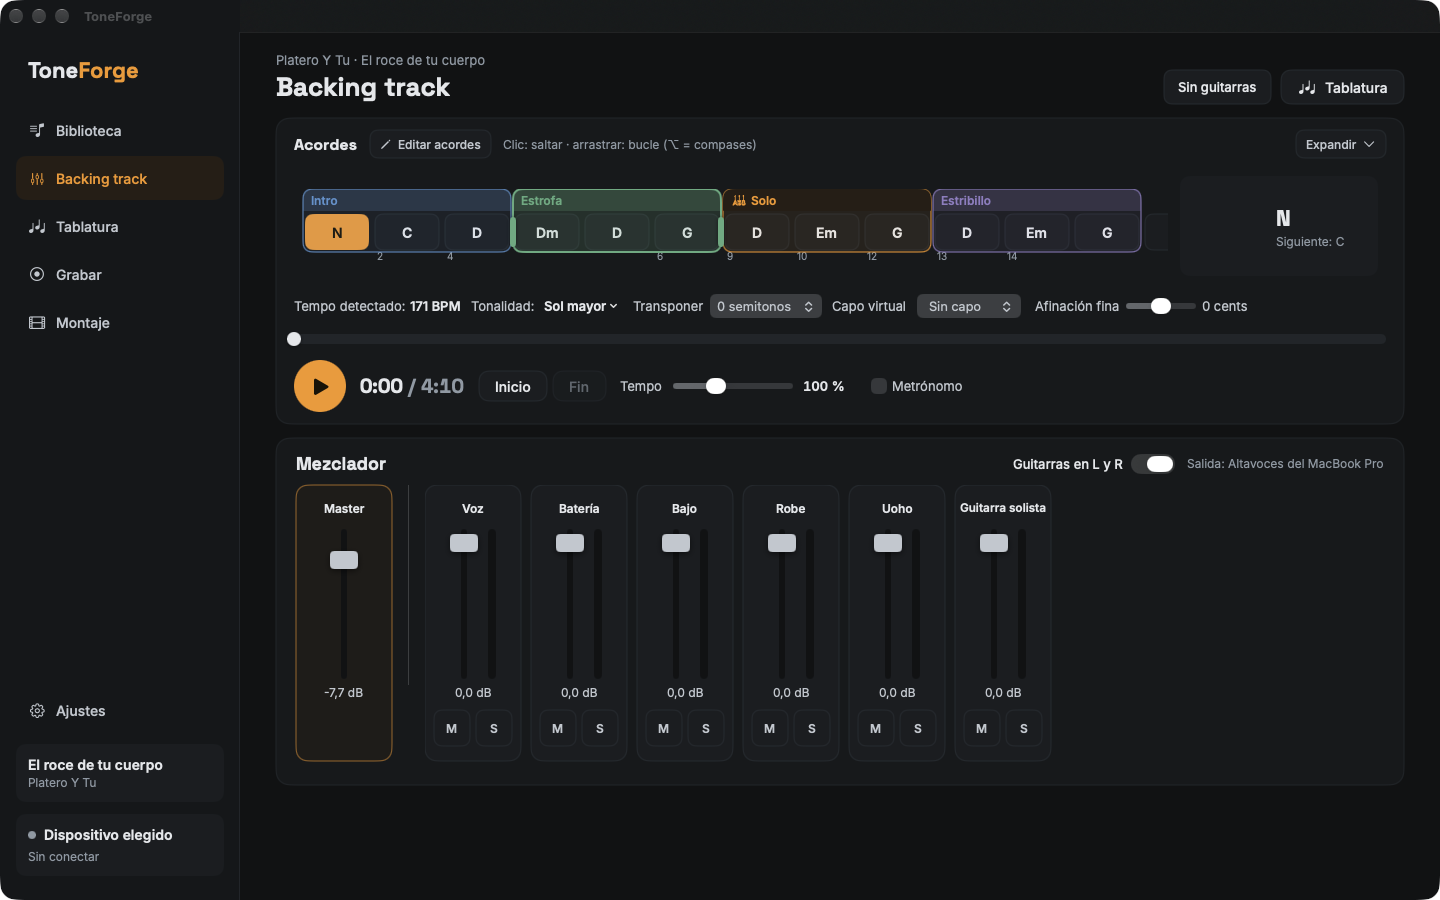 ToneForge
ToneForge
Biblioteca
Backing track
Tablatura
Grabar
Montaje
Ajustes
El roce de tu cuerpo
Platero Y Tu
Dispositivo elegido
Sin conectar
Platero Y Tu · El roce de tu cuerpo
Backing track
Sin guitarras
Tablatura
Acordes
Editar acordes
Clic: saltar · arrastrar: bucle (⌥ = compases)
Expandir
Intro
Estrofa
Solo
Estribillo
N C D Dm D G D Em G D Em G
2 4 6 9 10 12 13 14
N
Siguiente: C
Tempo detectado: 171 BPM Tonalidad: Sol mayor Transponer 0 semitonos Capo virtual Sin capo Afinación fina 0 cents
0:00 / 4:10 Inicio Fin Tempo 100 % Metrónomo
Mezclador
Guitarras en L y R
Salida: Altavoces del MacBook Pro
Master Voz Batería Bajo Robe Uoho Guitarra solista
-7,7 dB 0,0 dB 0,0 dB 0,0 dB 0,0 dB 0,0 dB 0,0 dB
M S M S M S M S M S M S